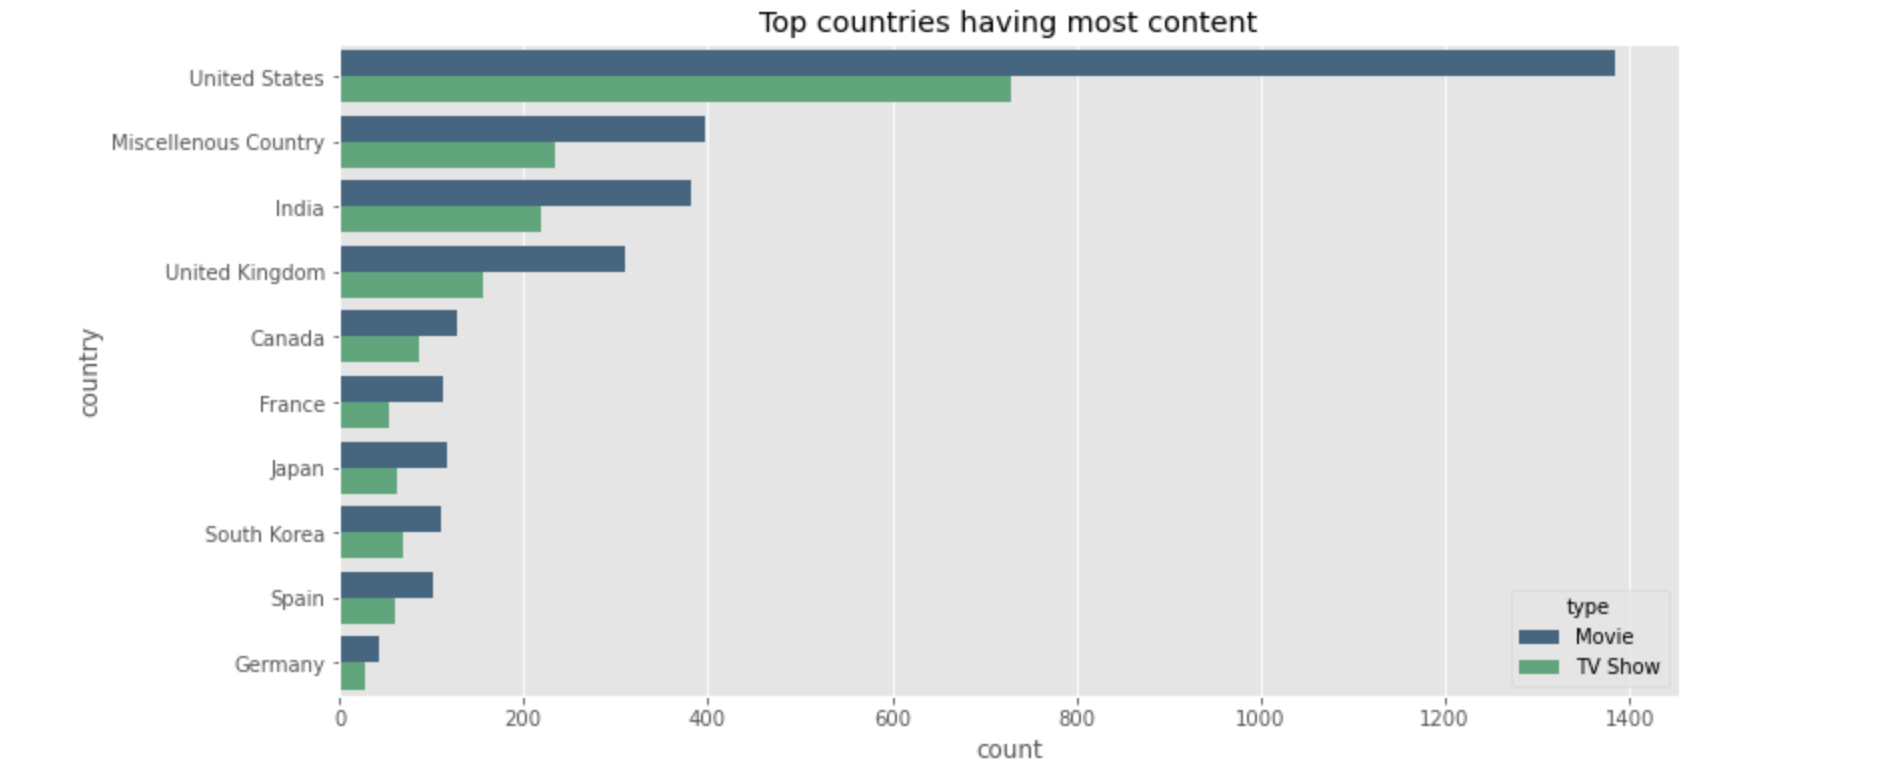 Top countries having most content
United States
Miscellenous Country
India
United Kingdom
Canada
France
Japan
South Korea
Spain
Germany
country
0 200 400 600 800 1000 1200 1400
count
type
Movie
TV Show